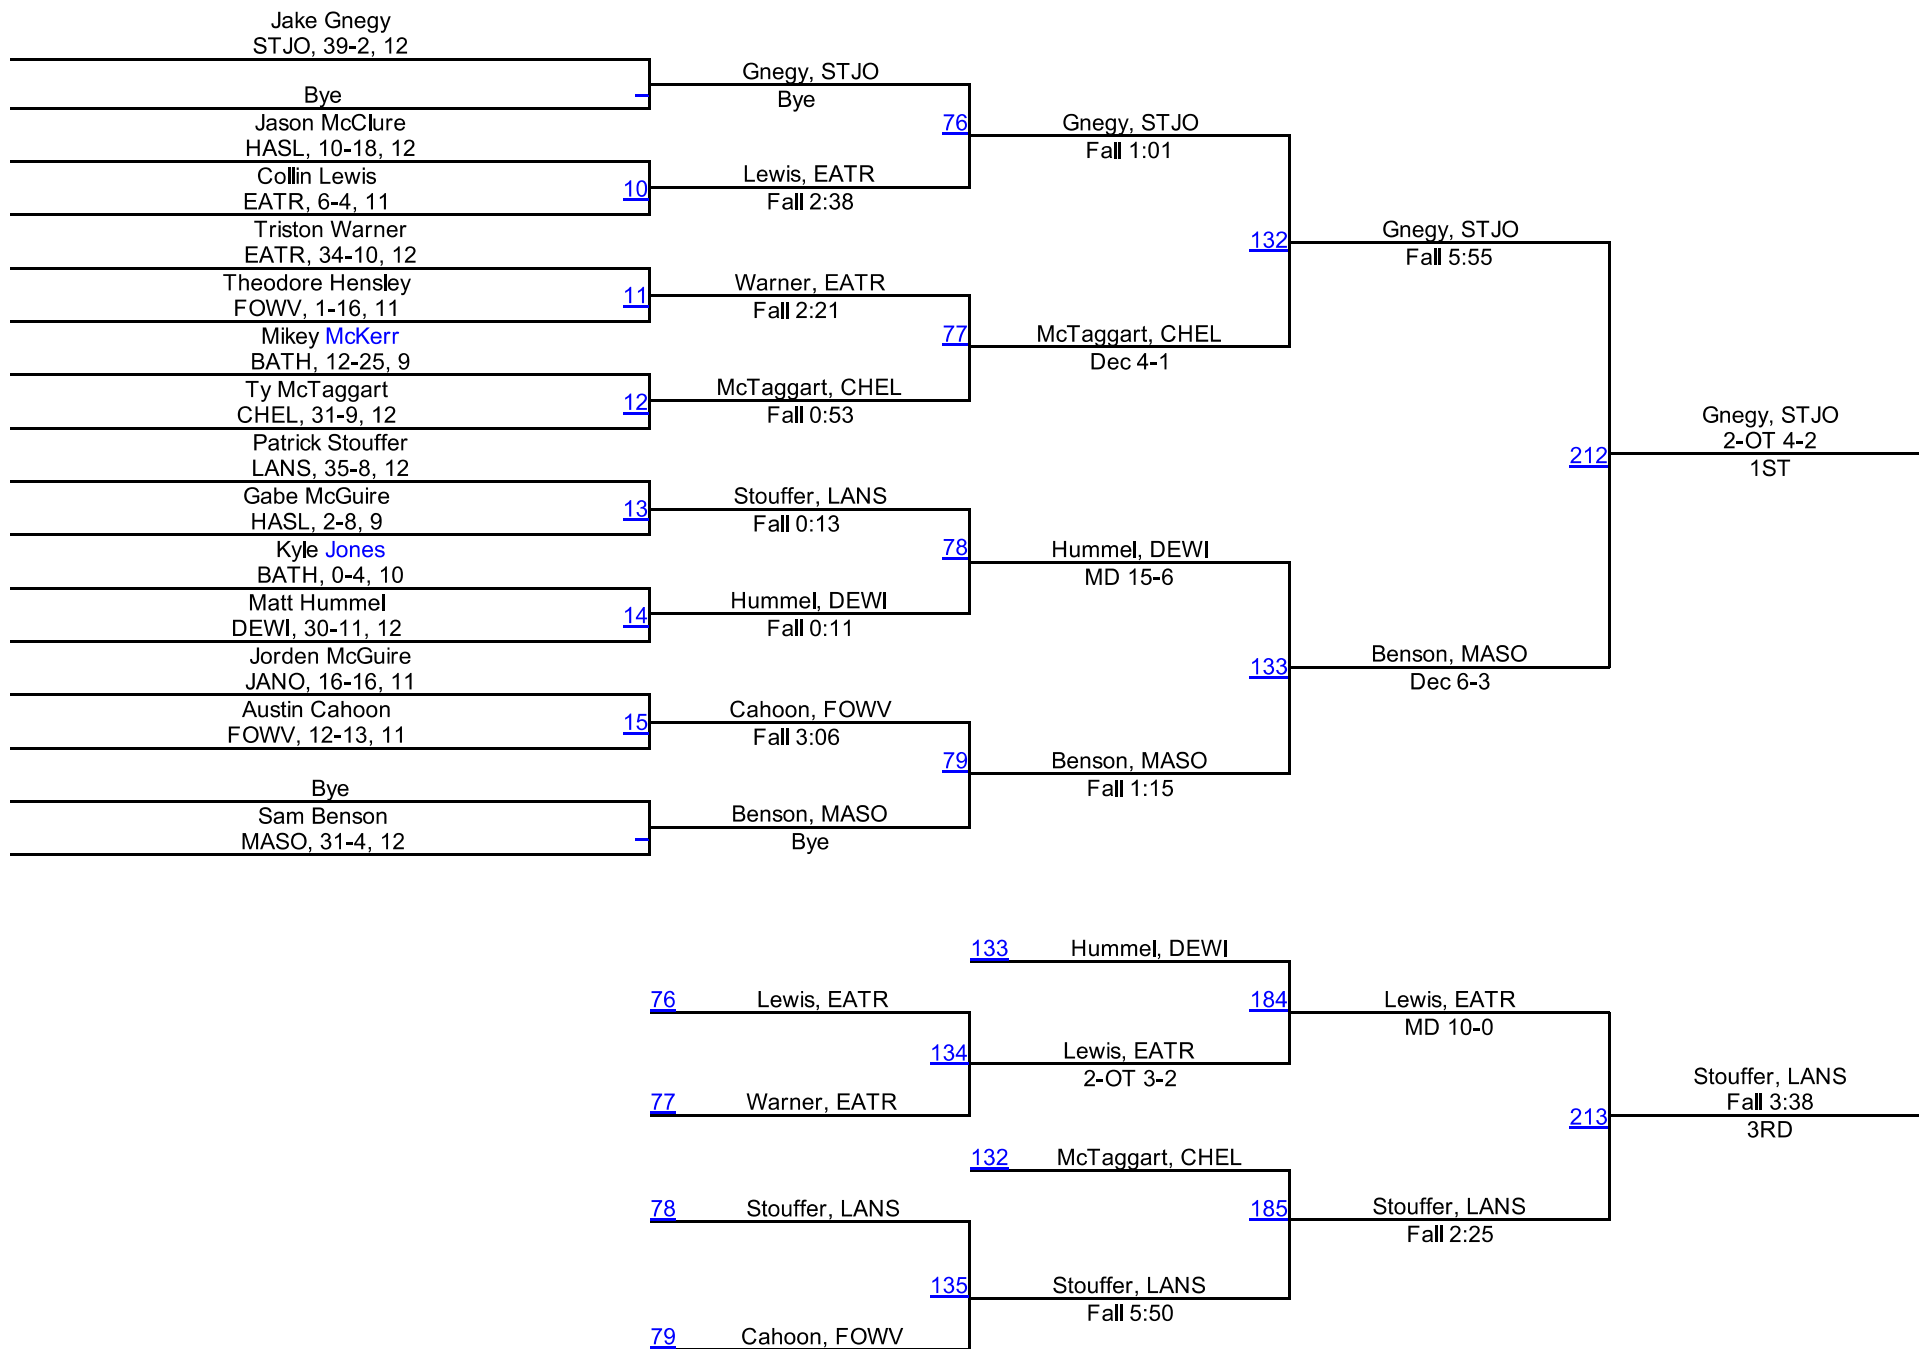 Jake Gnegy
STJO, 39-2, 12
Bye
Jason McClure
HASL, 10-18, 12
Collin Lewis
EATR, 6-4, 11
10
Triston Warner
EATR, 34-10, 12
Theodore Hensley
FOWV, 1-16, 11
11
Mikey McKerr
BATH, 12-25, 9
Ty McTaggart
CHEL, 31-9, 12
12
Patrick Stouffer
LANS, 35-8, 12
Gabe McGuire
HASL, 2-8, 9
13
Kyle Jones
BATH, 0-4, 10
Matt Hummel
DEWI, 30-11, 12
14
Jorden McGuire
JANO, 16-16, 11
Austin Cahoon
FOWV, 12-13, 11
15
Bye
Sam Benson
MASO, 31-4, 12
Gnegy, STJO
Bye
76
Lewis, EATR
Fall 2:38
Warner, EATR
Fall 2:21
77
McTaggart, CHEL
Fall 0:53
Stouffer, LANS
Fall 0:13
78
Hummel, DEWI
Fall 0:11
Cahoon, FOWV
Fall 3:06
79
Benson, MASO
Bye
Gnegy, STJO
Fall 1:01
132
McTaggart, CHEL
Dec 4-1
Hummel, DEWI
MD 15-6
133
Benson, MASO
Fall 1:15
Gnegy, STJO
Fall 5:55
212
Benson, MASO
Dec 6-3
Gnegy, STJO
2-OT 4-2
1ST
133 Hummel, DEWI
76 Lewis, EATR
184
Lewis, EATR
MD 10-0
134
Lewis, EATR
2-OT 3-2
77 Warner, EATR
213
Stouffer, LANS
Fall 3:38
3RD
132 McTaggart, CHEL
78 Stouffer, LANS
185
Stouffer, LANS
Fall 2:25
135
Stouffer, LANS
Fall 5:50
79 Cahoon, FOWV